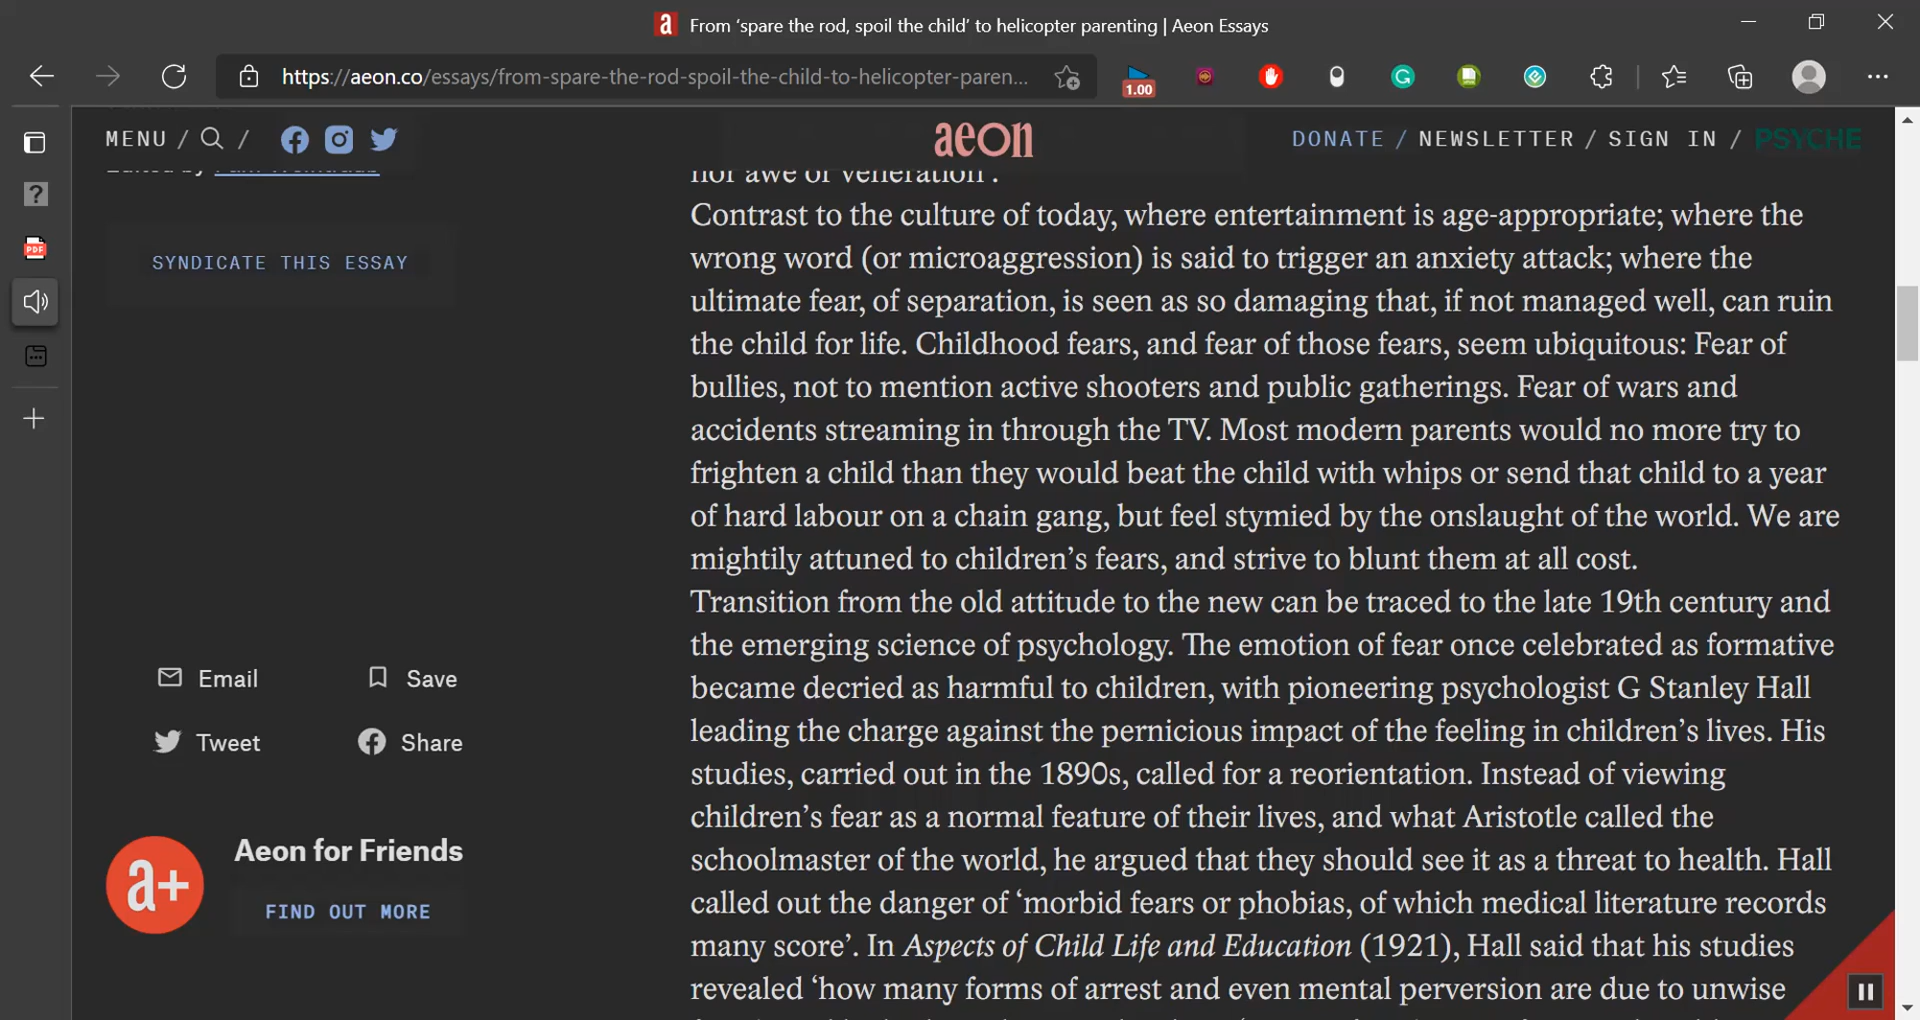 From ‘spare the rod, spoil the child’ to helicopter parenting | Aeon Essays
https://aeon.co/essays/from-spare-the-rod-spoil-the-child-to-helicopter-paren...
1.00
MENU / /
aeon
DONATE / NEWSLETTER / SIGN IN / PSYCHE
Edited by
SYNDICATE THIS ESSAY
PDF
nor awe or veneration’.
Contrast to the culture of today, where entertainment is age-appropriate; where the
wrong word (or microaggression) is said to trigger an anxiety attack; where the
ultimate fear, of separation, is seen as so damaging that, if not managed well, can ruin
the child for life. Childhood fears, and fear of those fears, seem ubiquitous: Fear of
bullies, not to mention active shooters and public gatherings. Fear of wars and
accidents streaming in through the TV. Most modern parents would no more try to
frighten a child than they would beat the child with whips or send that child to a year
of hard labour on a chain gang, but feel stymied by the onslaught of the world. We are
mightily attuned to children’s fears, and strive to blunt them at all cost.
Transition from the old attitude to the new can be traced to the late 19th century and
the emerging science of psychology. The emotion of fear once celebrated as formative
became decried as harmful to children, with pioneering psychologist G Stanley Hall
leading the charge against the pernicious impact of the feeling in children’s lives. His
studies, carried out in the 1890s, called for a reorientation. Instead of viewing
children’s fear as a normal feature of their lives, and what Aristotle called the
schoolmaster of the world, he argued that they should see it as a threat to health. Hall
called out the danger of ‘morbid fears or phobias, of which medical literature records
many score’. In Aspects of Child Life and Education (1921), Hall said that his studies
revealed ‘how many forms of arrest and even mental perversion are due to unwise
Email
Save
Tweet
Share
a+
Aeon for Friends
FIND OUT MORE